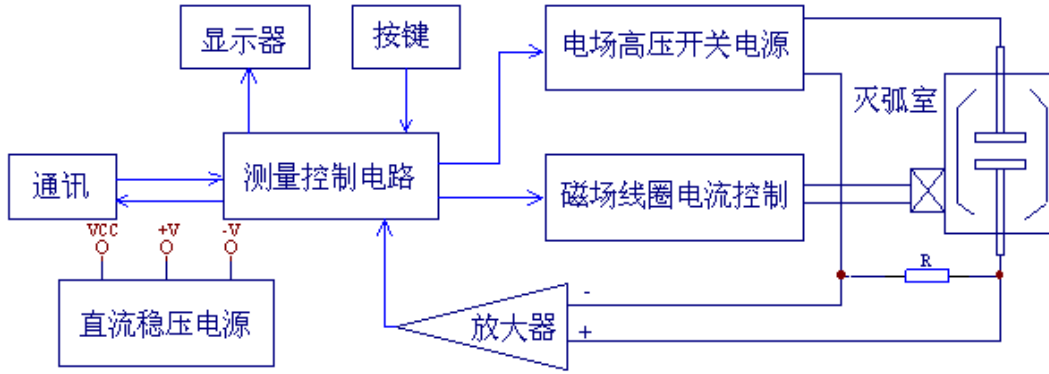 显示器
按键
电场高压开关电源
灭弧室
通讯
测量控制电路
磁场线圈电流控制
VCC
+V
-V
R
直流稳压电源
放大器
-
+